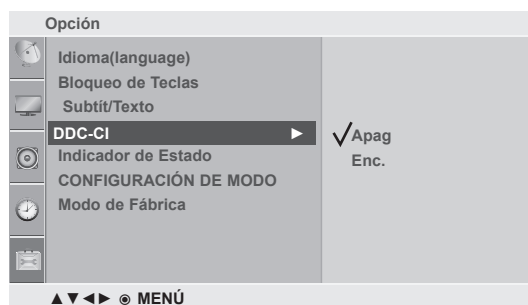 Opción
Idioma(language)
Bloqueo de Teclas
Subtít/Texto
DDC-CI ►
Indicador de Estado
CONFIGURACIÓN DE MODO
Modo de Fábrica
✓Apag
Enc.
▲▼◄► ◉ MENÚ